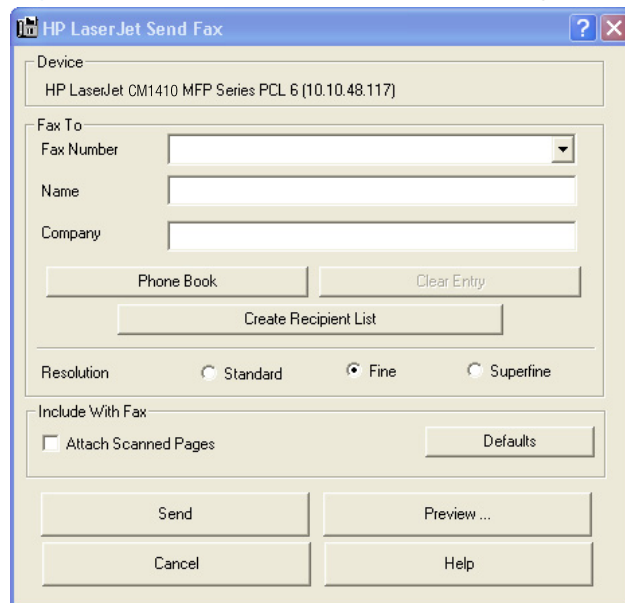 HP LaserJet Send Fax
Device
HP LaserJet CM1410 MFP Series PCL 6 (10.10.48.117)
Fax To
Fax Number
Name
Company
Phone Book Clear Entry
Create Recipient List
Resolution Standard Fine Superfine
Include With Fax
Attach Scanned Pages Defaults
Send Preview ...
Cancel Help